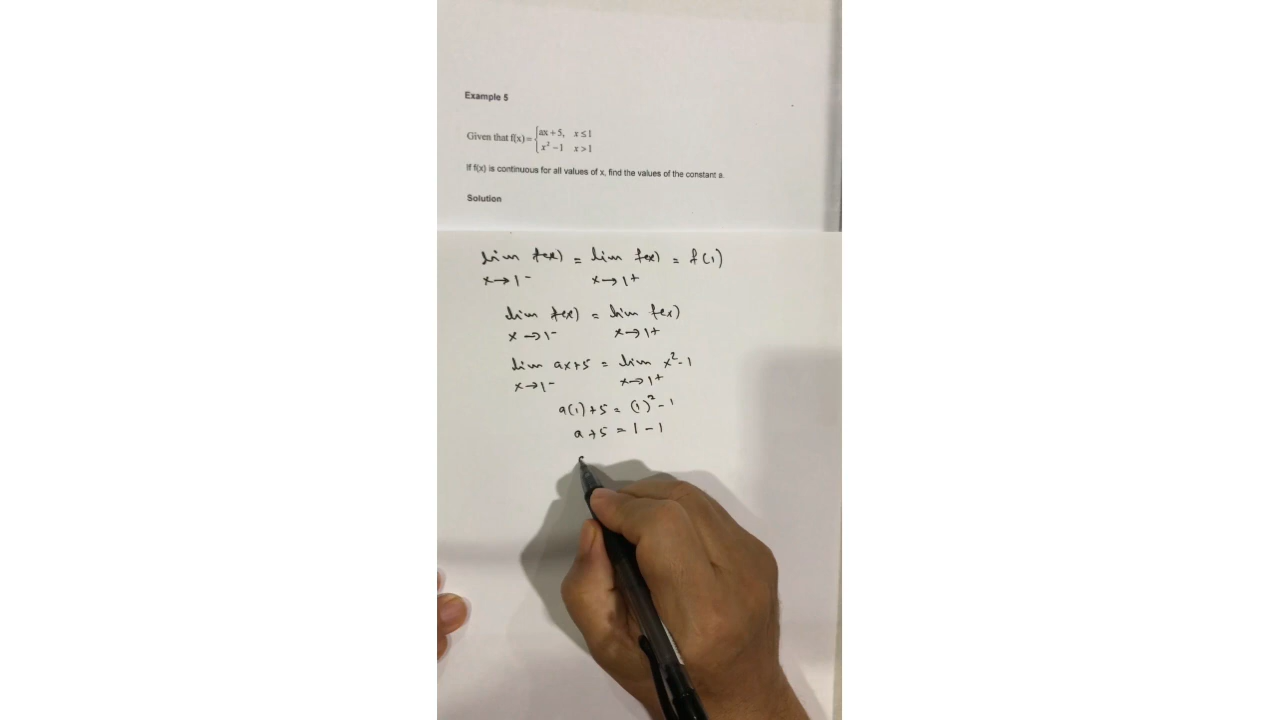 Example 5
Given that f(x)= {ax+5, x≤1
x²-1 x>1
If f(x) is continuous for all values of x, find the values of the constant a.
Solution
lim f(x) = lim f(x) = f(1)
x→1⁻ x→1⁺
lim f(x) = lim f(x)
x→1⁻ x→1⁺
lim ax+5 = lim x²-1
x→1⁻ x→1⁺
a(1)+5 = (1)²-1
a+5 = 1-1